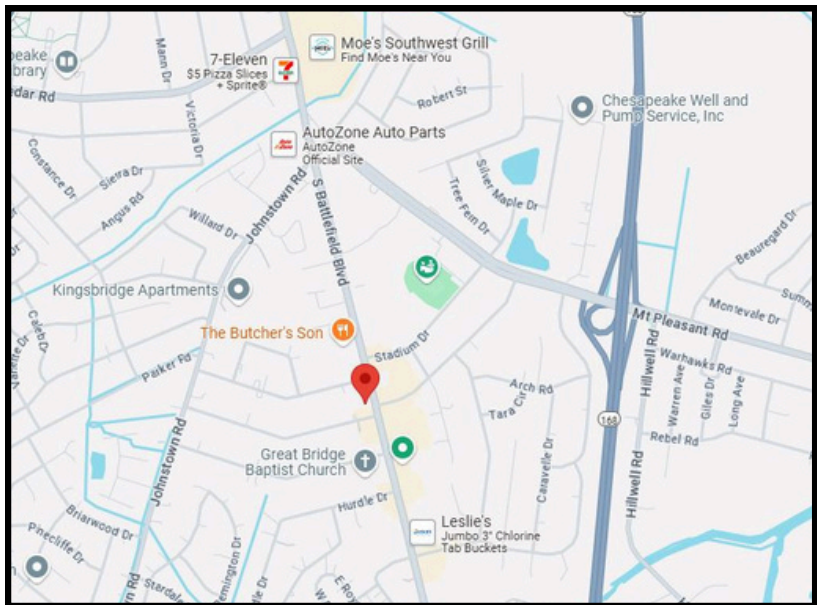 7-Eleven
$5 Pizza Slices
+ Sprite®
Moe's Southwest Grill
Find Moe's Near You
Mann Dr
Victoria Dr
Robert St
Chesapeake Well and
Pump Service, Inc
AutoZone Auto Parts
AutoZone
Official Site
Constance Dr
Sierra Dr
Angus Rd
Willard Dr
Johnstown Rd
S Battlefield Blvd
Silver Maple Dr
Tree Fern Dr
Beauregard Dr
Kingsbridge Apartments
Montevale Dr
Mt Pleasant Rd
The Butcher's Son
Stadium Dr
Caleb Dr
Parker Rd
Hillwell Rd
Warhawks Rd
Warren Ave
Giles Dr
Long Ave
Arch Rd
Tara Cir
168
Rebel Rd
Johnstown Rd
Great Bridge
Baptist Church
Caravelle Dr
Hillwell Rd
Hurdle Dr
Briarwood Dr
Pinecliffe Dr
Leslie's
Jumbo 3" Chlorine
Tab Buckets